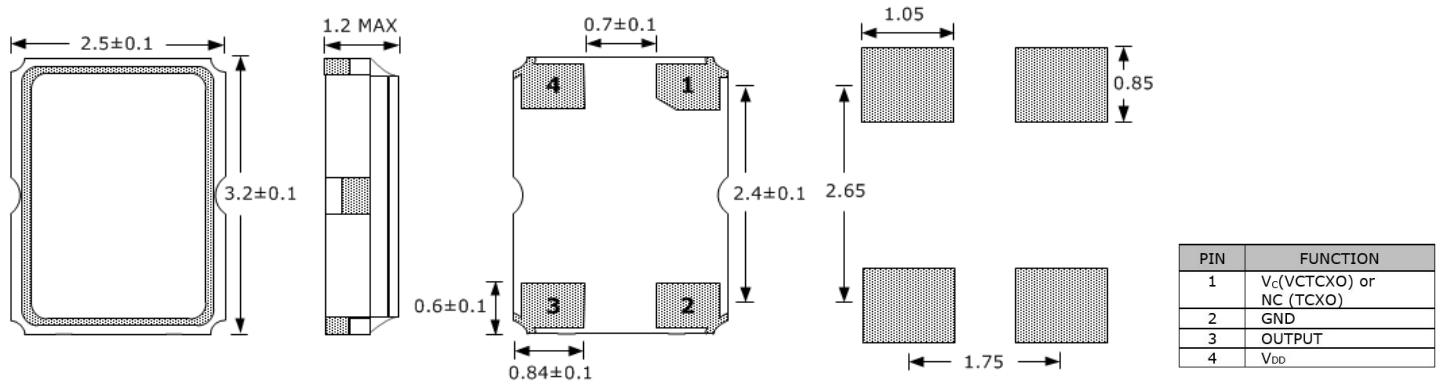 2.5±0.1
3.2±0.1
1.2 MAX
0.7±0.1
4
1
2.4±0.1
0.6±0.1
3
2
0.84±0.1
1.05
0.85
2.65
1.75
PIN FUNCTION
1 VC(VCTCXO) or
NC (TCXO)
2 GND
3 OUTPUT
4 VDD